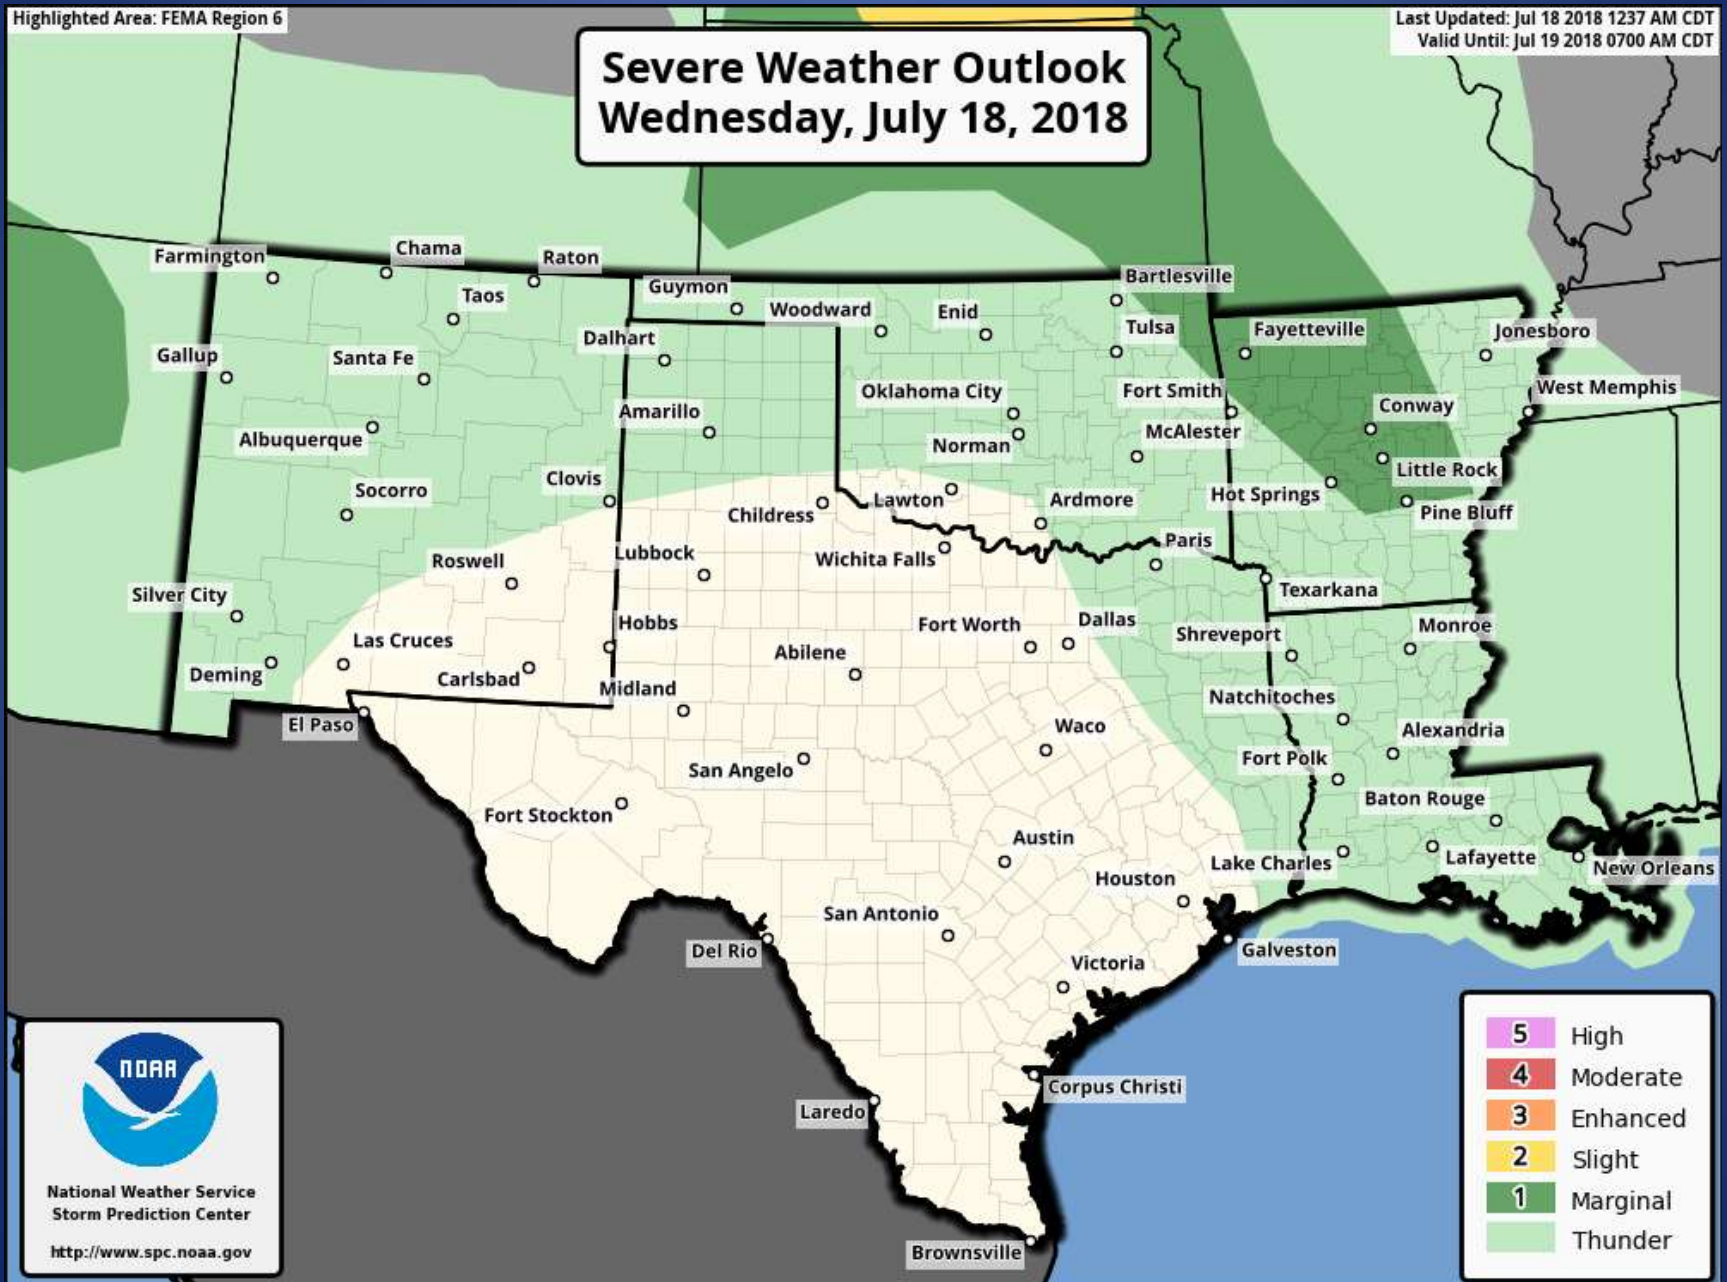 Highlighted Area: FEMA Region 6
Last Updated: Jul 18 2018 1237 AM CDT
Valid Until: Jul 19 2018 0700 AM CDT
Severe Weather Outlook
Wednesday, July 18, 2018
Farmington
Chama
Raton
Taos
Guymon
Woodward
Enid
Bartlesville
Tulsa
Fayetteville
Jonesboro
Gallup
Santa Fe
Dalhart
Oklahoma City
Fort Smith
West Memphis
Conway
Amarillo
Albuquerque
Norman
McAlester
Little Rock
Clovis
Socorro
Childress
Lawton
Ardmore
Hot Springs
Pine Bluff
Roswell
Lubbock
Wichita Falls
Paris
Texarkana
Silver City
Las Cruces
Hobbs
Fort Worth
Dallas
Shreveport
Monroe
Deming
Carlsbad
Midland
Abilene
Natchitoches
El Paso
Waco
Alexandria
San Angelo
Fort Polk
Fort Stockton
Baton Rouge
Austin
Lake Charles
Lafayette
New Orleans
Houston
San Antonio
Del Rio
Galveston
Victoria
Corpus Christi
Laredo
Brownsville
NOAA
National Weather Service
Storm Prediction Center
http://www.spc.noaa.gov
5 High
4 Moderate
3 Enhanced
2 Slight
1 Marginal
Thunder